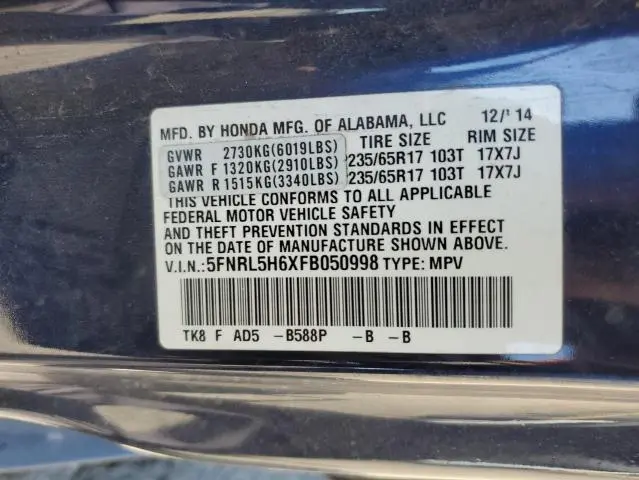 MFD. BY HONDA MFG. OF ALABAMA, LLC 12/14
TIRE SIZE RIM SIZE
GVWR 2730KG(6019LBS)
GAWR F 1320KG(2910LBS) 235/65R17 103T 17X7J
GAWR R 1515KG(3340LBS) 235/65R17 103T 17X7J
THIS VEHICLE CONFORMS TO ALL APPLICABLE
FEDERAL MOTOR VEHICLE SAFETY
AND THEFT PREVENTION STANDARDS IN EFFECT
ON THE DATE OF MANUFACTURE SHOWN ABOVE.
V.I.N.:5FNRL5H6XFB050998 TYPE: MPV
TK8 F AD5 -B588P -B -B